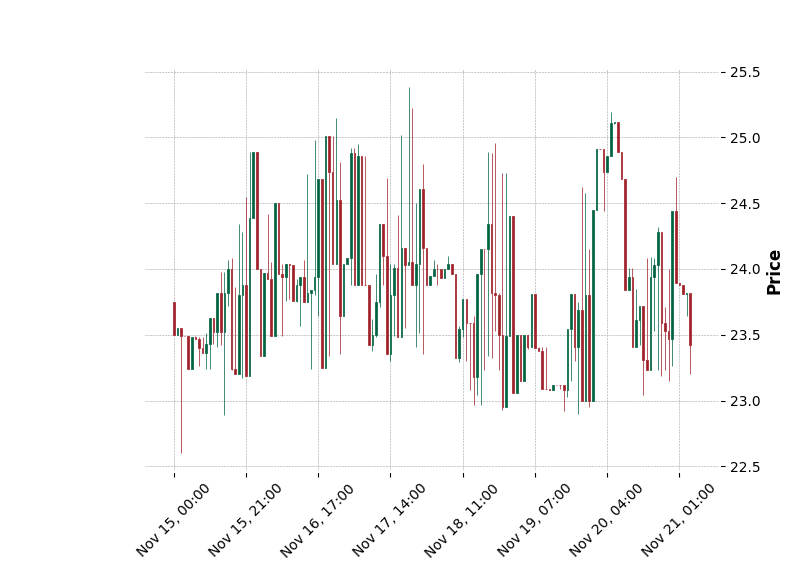 25.5
25.0
24.5
24.0
23.5
23.0
22.5
Price
Nov 15, 00:00
Nov 15, 21:00
Nov 16, 17:00
Nov 17, 14:00
Nov 18, 11:00
Nov 19, 07:00
Nov 20, 04:00
Nov 21, 01:00